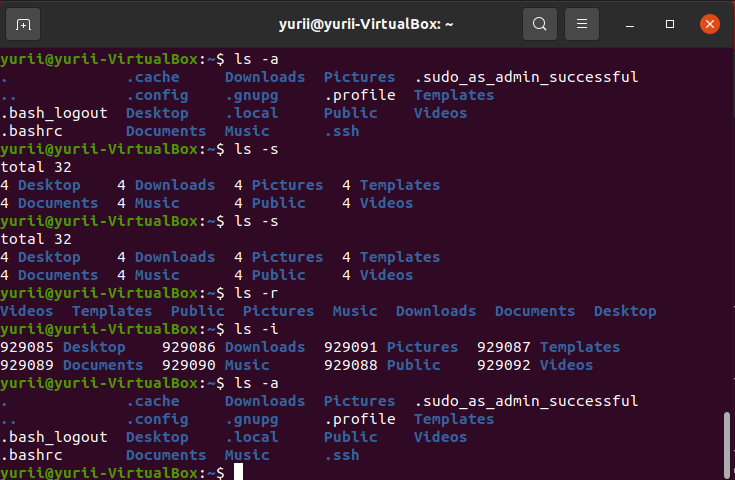 yurii@yurii-VirtualBox: ~
yurii@yurii-VirtualBox:~$ ls -a
.             .cache     Downloads  Pictures  .sudo_as_admin_successful
..            .config    .gnupg     .profile  Templates
.bash_logout  Desktop    .local     Public    Videos
.bashrc       Documents  Music      .ssh
yurii@yurii-VirtualBox:~$ ls -s
total 32
4 Desktop    4 Downloads  4 Pictures  4 Templates
4 Documents  4 Music      4 Public    4 Videos
yurii@yurii-VirtualBox:~$ ls -s
total 32
4 Desktop    4 Downloads  4 Pictures  4 Templates
4 Documents  4 Music      4 Public    4 Videos
yurii@yurii-VirtualBox:~$ ls -r
Videos  Templates  Public  Pictures  Music  Downloads  Documents  Desktop
yurii@yurii-VirtualBox:~$ ls -i
929085 Desktop    929086 Downloads  929091 Pictures  929087 Templates
929089 Documents  929090 Music      929088 Public    929092 Videos
yurii@yurii-VirtualBox:~$ ls -a
.             .cache     Downloads  Pictures  .sudo_as_admin_successful
..            .config    .gnupg     .profile  Templates
.bash_logout  Desktop    .local     Public    Videos
.bashrc       Documents  Music      .ssh
yurii@yurii-VirtualBox:~$